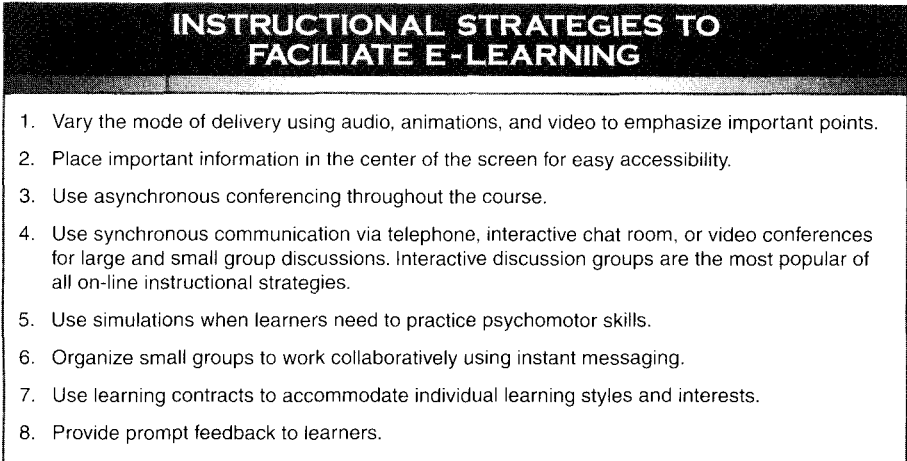 INSTRUCTIONAL STRATEGIES TO
FACILIATE E-LEARNING
1. Vary the mode of delivery using audio, animations, and video to emphasize important points.
2. Place important information in the center of the screen for easy accessibility.
3. Use asynchronous conferencing throughout the course.
4. Use synchronous communication via telephone, interactive chat room, or video conferences
for large and small group discussions. Interactive discussion groups are the most popular of
all on-line instructional strategies.
5. Use simulations when learners need to practice psychomotor skills.
6. Organize small groups to work collaboratively using instant messaging.
7. Use learning contracts to accommodate individual learning styles and interests.
8. Provide prompt feedback to learners.